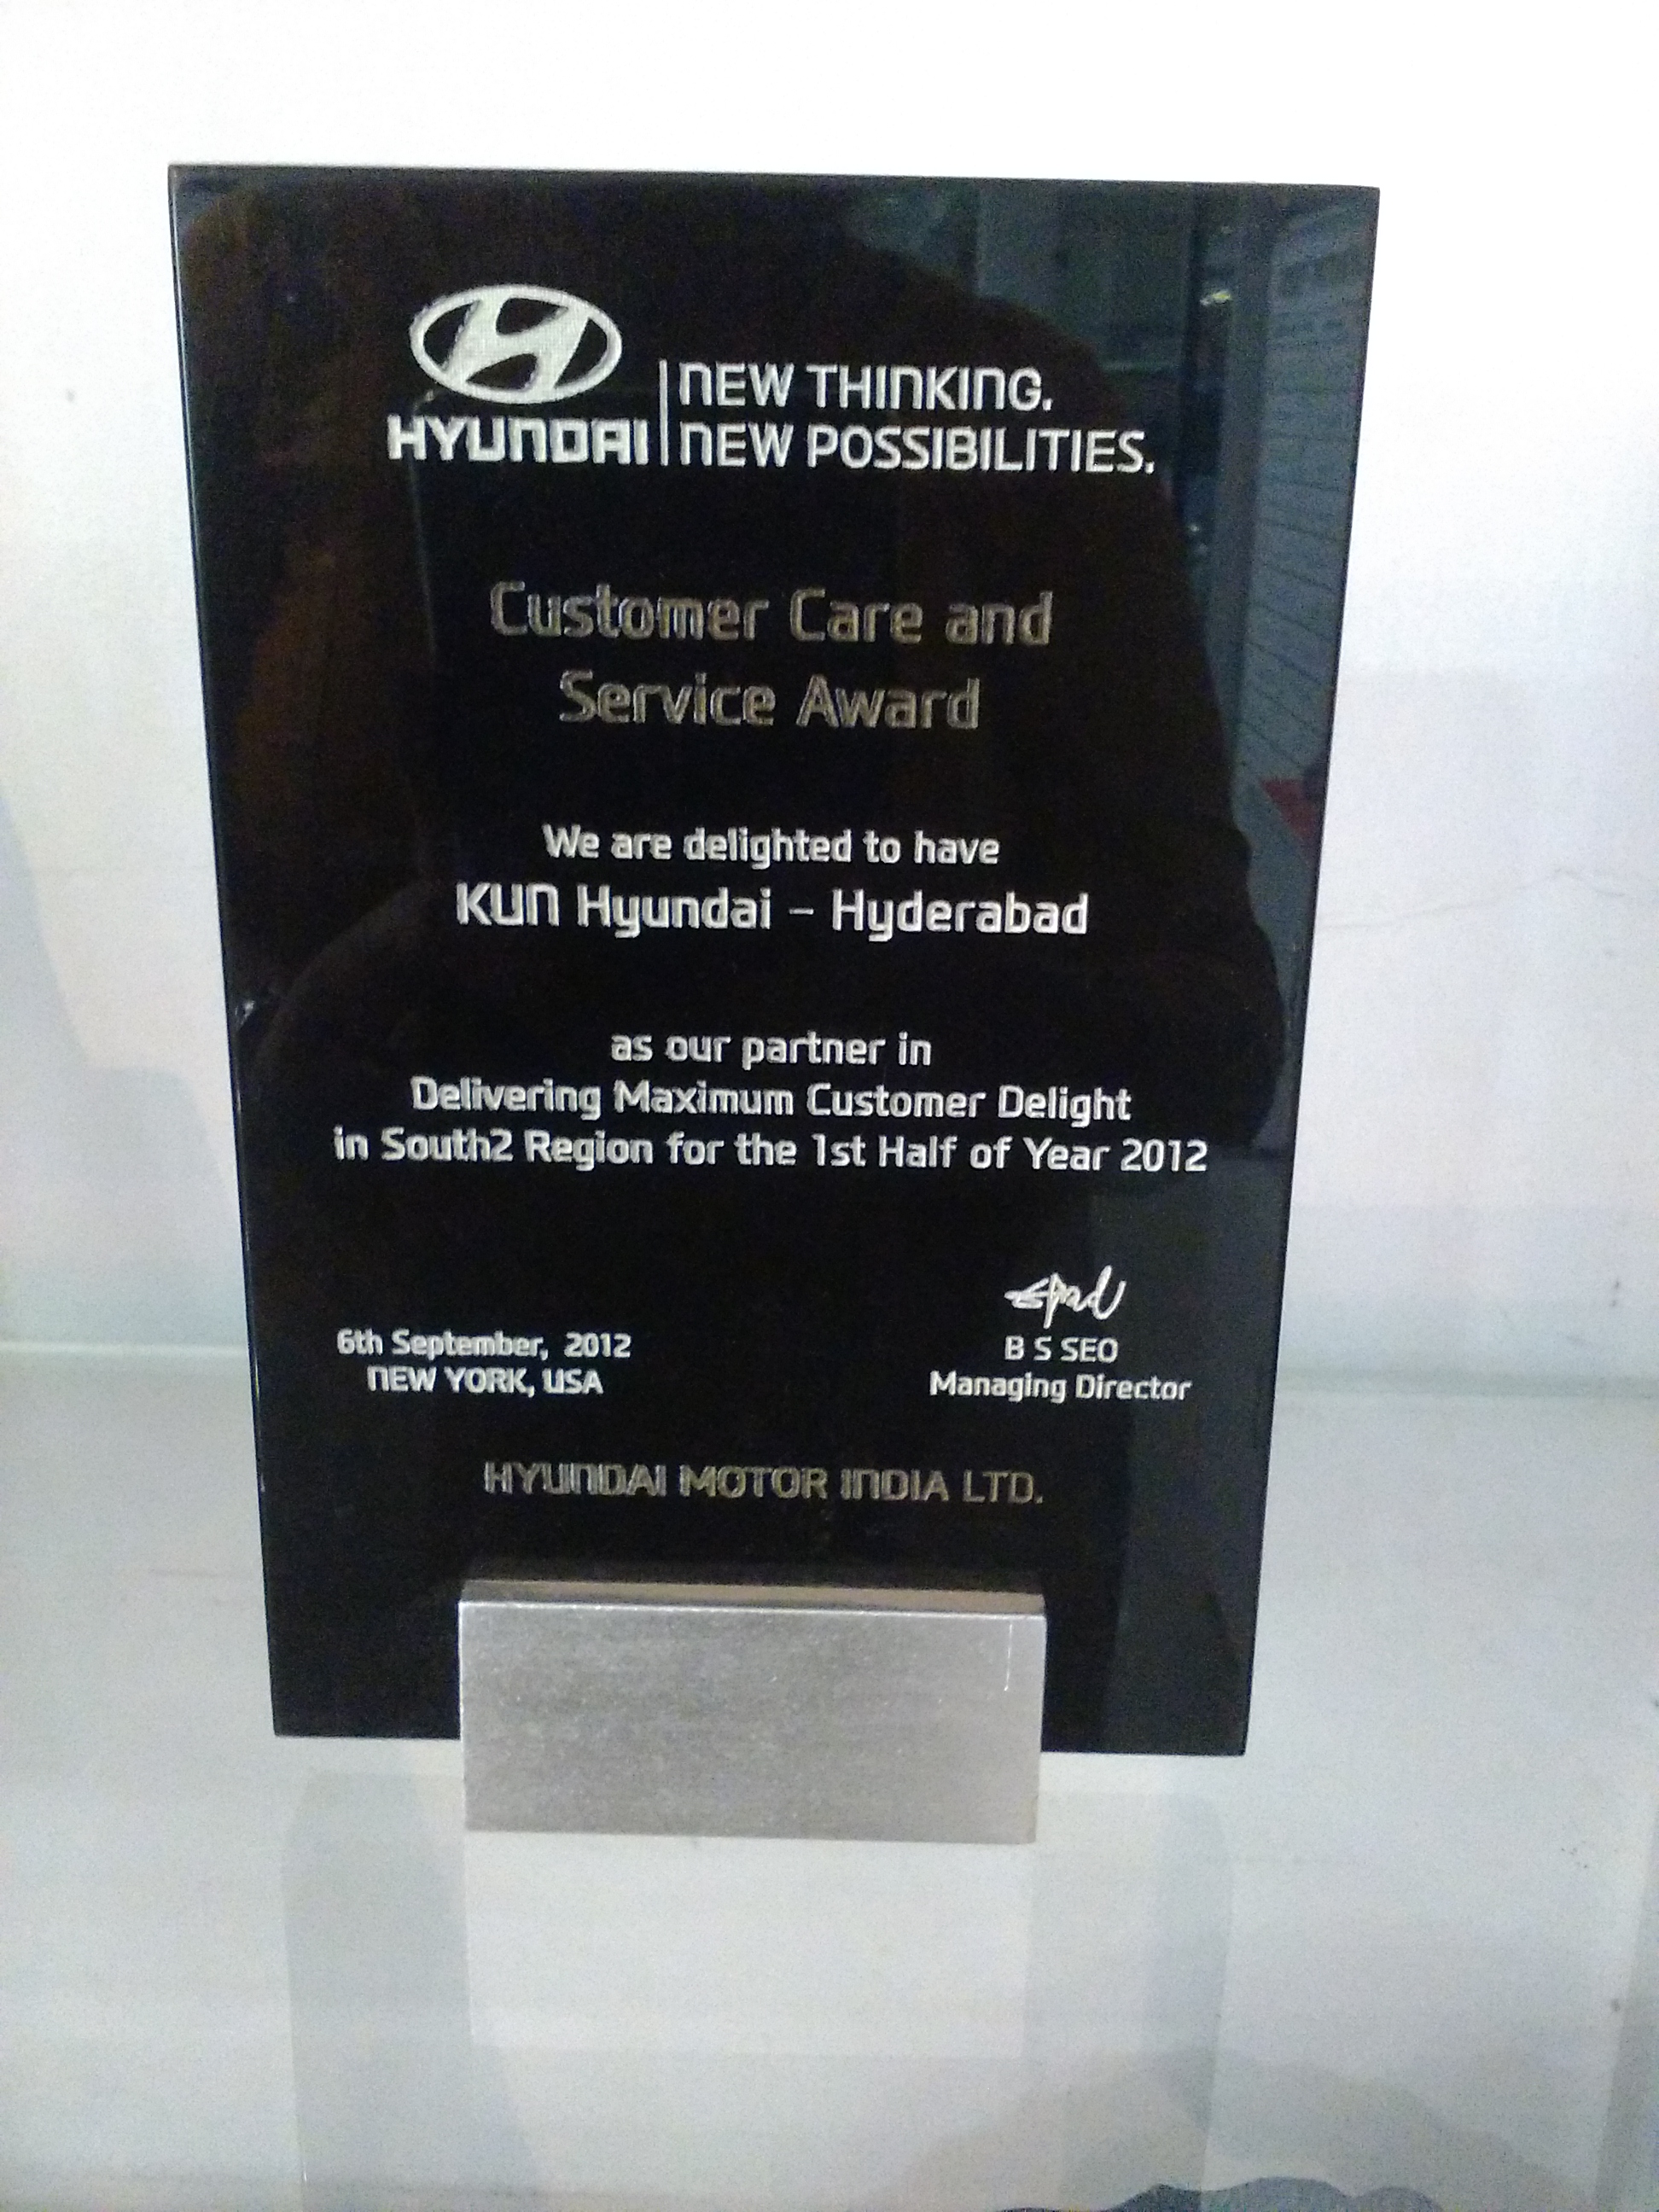 HYUNDAI
NEW THINKING.
NEW POSSIBILITIES.
Customer Care and
Service Award
We are delighted to have
KUN Hyundai – Hyderabad
as our partner in
Delivering Maximum Customer Delight
in South2 Region for the 1st Half of Year 2012
6th September, 2012
NEW YORK, USA
B S SEO
Managing Director
HYUNDAI MOTOR INDIA LTD.